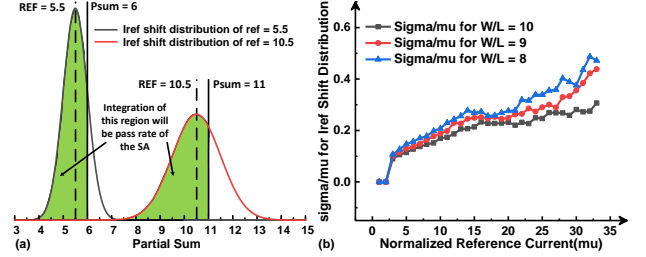 REF = 5.5
Psum = 6
Iref shift distribution of ref = 5.5
Iref shift distribution of ref = 10.5
REF = 10.5
Psum = 11
Integration of
this region will
be pass rate of
the SA
3 4 5 6 7 8 9 10 11 12 13 14 15
(a)
Partial Sum
sigma/mu for Iref Shift Distribution
0.6
0.4
0.2
0.0
Sigma/mu for W/L = 10
Sigma/mu for W/L = 9
Sigma/mu for W/L = 8
0 5 10 15 20 25 30 35
(b)
Normalized Reference Current(mu)